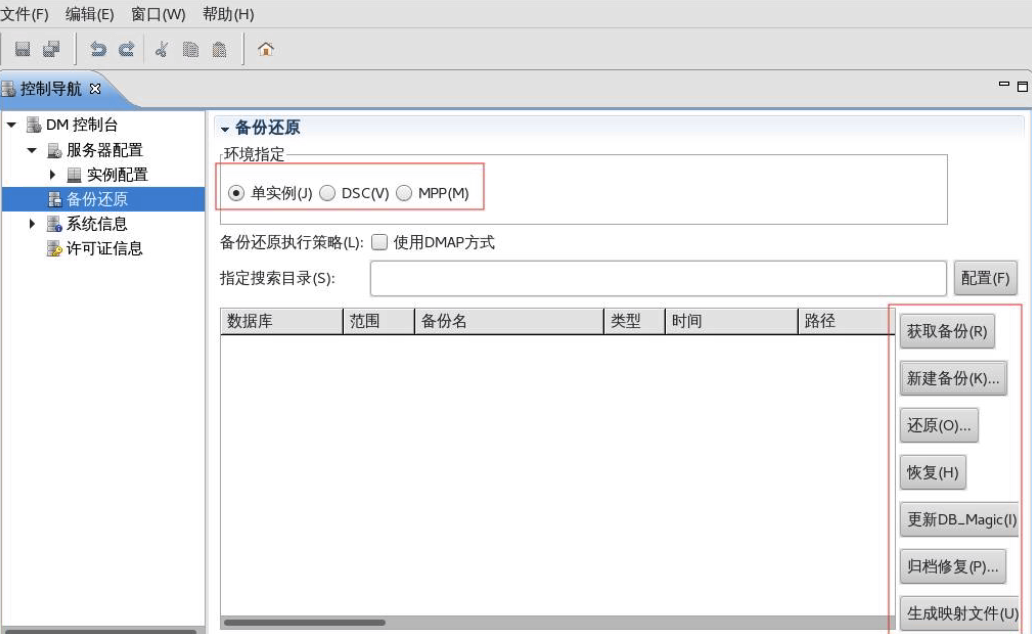 文件(F) 编辑(E) 窗口(W) 帮助(H)
控制导航
DM 控制台
服务器配置
实例配置
备份还原
系统信息
许可证信息
备份还原
环境指定
单实例(J) DSC(V) MPP(M)
备份还原执行策略(L): 使用DMAP方式
指定搜索目录(S): 配置(F)
数据库 范围 备份名 类型 时间 路径
获取备份(R)
新建备份(K)...
还原(O)...
恢复(H)
更新DB_Magic(I)
归档修复(P)...
生成映射文件(U)